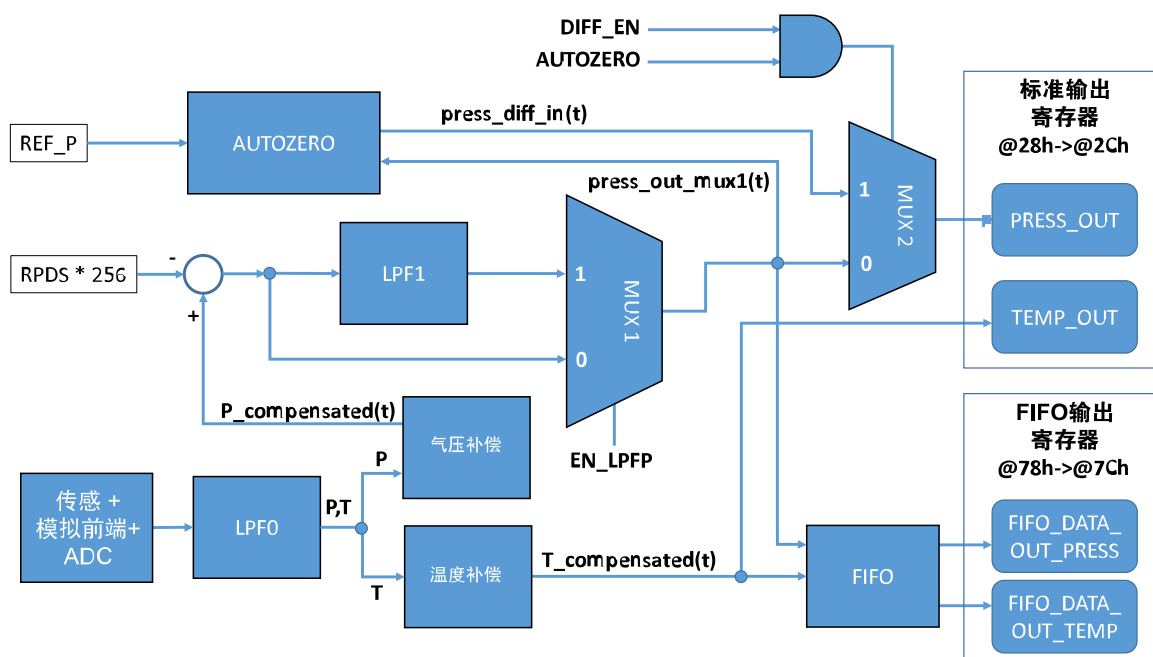 DIFF_EN
AUTOZERO
标准输出
寄存器
@28h->@2Ch
REF_P
AUTOZERO
press_diff_in(t)
press_out_mux1(t)
1
MUX 2
0
PRESS_OUT
TEMP_OUT
RPDS * 256
-
+
LPF1
1
MUX 1
0
EN_LPFP
P_compensated(t)
气压补偿
P
传感 +
模拟前端+
ADC
LPF0
P,T
T
温度补偿
T_compensated(t)
FIFO
FIFO输出
寄存器
@78h->@7Ch
FIFO_DATA_
OUT_PRESS
FIFO_DATA_
OUT_TEMP